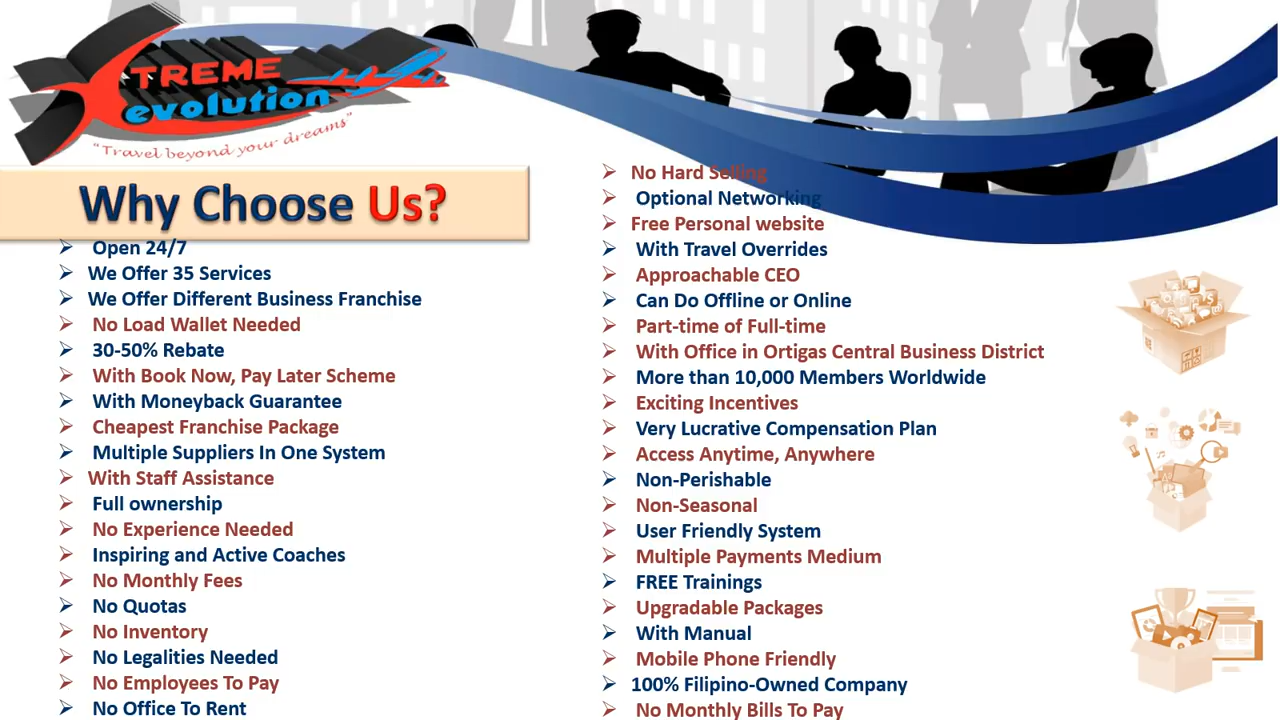 XTREME
Xevolution
"Travel beyond your dreams"
Why Choose Us?
Open 24/7
We Offer 35 Services
We Offer Different Business Franchise
No Load Wallet Needed
30-50% Rebate
With Book Now, Pay Later Scheme
With Moneyback Guarantee
Cheapest Franchise Package
Multiple Suppliers In One System
With Staff Assistance
Full ownership
No Experience Needed
Inspiring and Active Coaches
No Monthly Fees
No Quotas
No Inventory
No Legalities Needed
No Employees To Pay
No Office To Rent
No Hard Selling
Optional Networking
Free Personal website
With Travel Overrides
Approachable CEO
Can Do Offline or Online
Part-time of Full-time
With Office in Ortigas Central Business District
More than 10,000 Members Worldwide
Exciting Incentives
Very Lucrative Compensation Plan
Access Anytime, Anywhere
Non-Perishable
Non-Seasonal
User Friendly System
Multiple Payments Medium
FREE Trainings
Upgradable Packages
With Manual
Mobile Phone Friendly
100% Filipino-Owned Company
No Monthly Bills To Pay